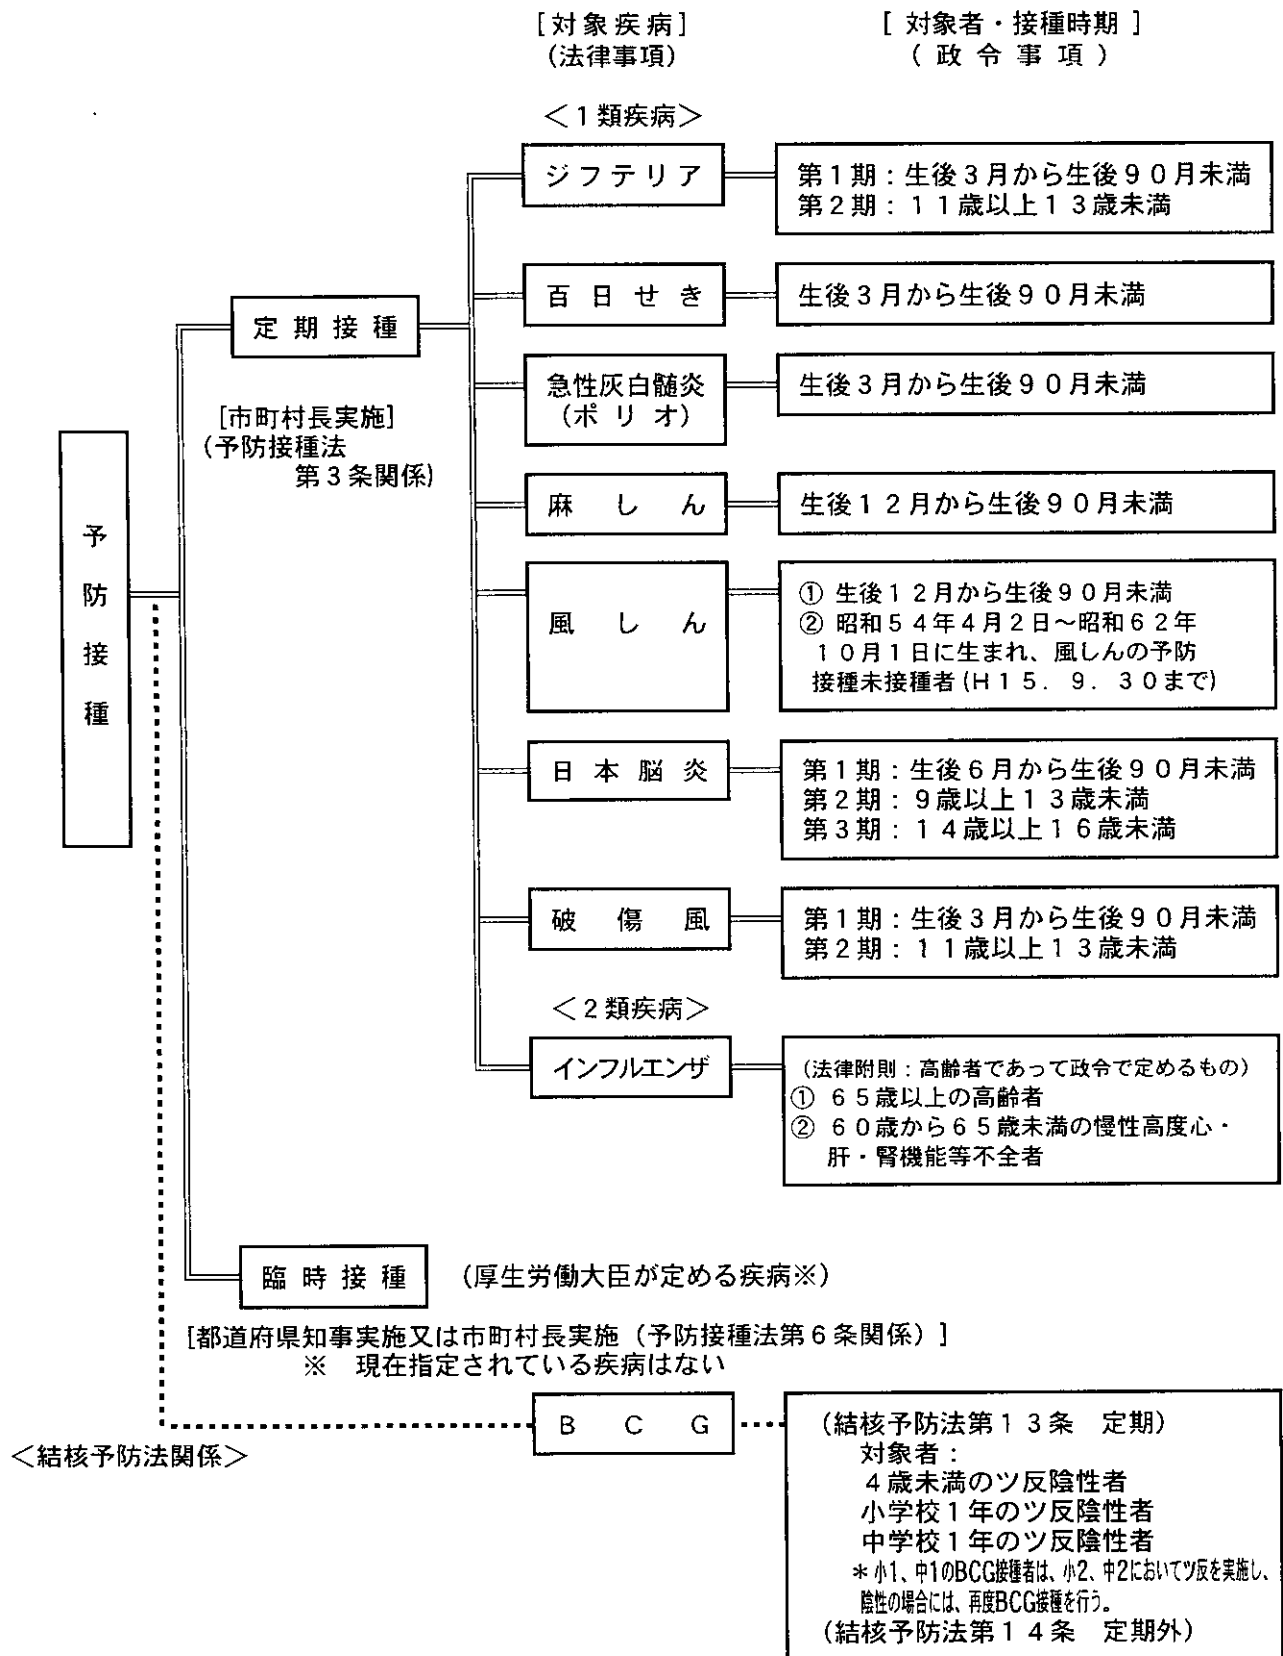 [対象疾病] [ 対象者・接種時期 ]
(法律事項) ( 政 令 事 項 )
＜１類疾病＞
ジフテリア
第１期：生後３月から生後９０月未満
第２期：１１歳以上１３歳未満
百日せき
生後３月から生後９０月未満
定期接種
急性灰白髄炎
(ポリオ)
生後３月から生後９０月未満
[市町村長実施]
(予防接種法
第３条関係)
麻しん
生後１２月から生後９０月未満
予防接種
風しん
① 生後１２月から生後９０月未満
② 昭和５４年４月２日～昭和６２年
１０月１日に生まれ、風しんの予防
接種未接種者(H１５．９．３０まで)
日本脳炎
第１期：生後６月から生後９０月未満
第２期：９歳以上１３歳未満
第３期：１４歳以上１６歳未満
破傷風
第１期：生後３月から生後９０月未満
第２期：１１歳以上１３歳未満
＜２類疾病＞
インフルエンザ
(法律附則：高齢者であって政令で定めるもの)
① ６５歳以上の高齢者
② ６０歳から６５歳未満の慢性高度心・
肝・腎機能等不全者
臨時接種 (厚生労働大臣が定める疾病※)
[都道府県知事実施又は市町村長実施（予防接種法第６条関係）]
※ 現在指定されている疾病はない
ＢＣＧ
＜結核予防法関係＞
(結核予防法第１３条 定期)
対象者：
４歳未満のツ反陰性者
小学校１年のツ反陰性者
中学校１年のツ反陰性者
＊小1、中1のBCG接種者は、小2、中2においてツ反を実施し、
陰性の場合には、再度BCG接種を行う。
(結核予防法第１４条 定期外)